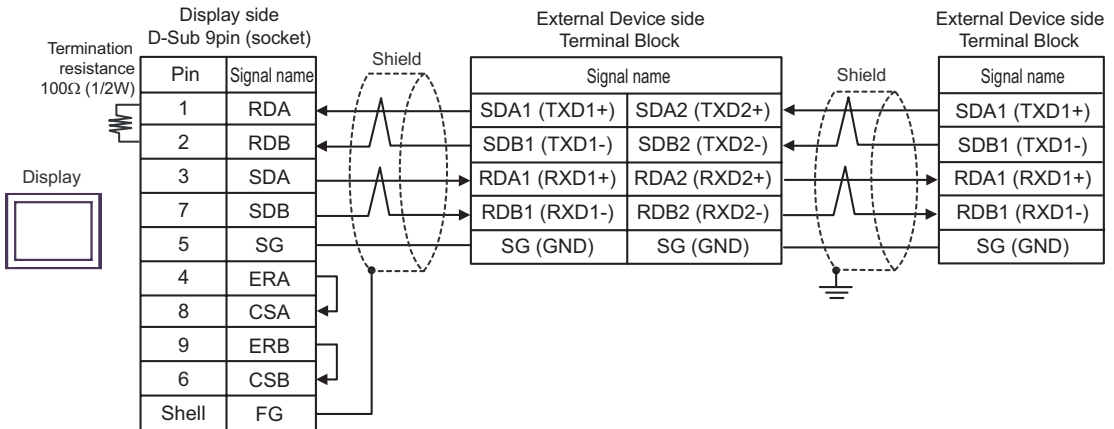 Display side
D-Sub 9pin (socket)
Termination
resistance
100Ω (1/2W)
Display
Pin Signal name
1 RDA
2 RDB
3 SDA
7 SDB
5 SG
4 ERA
8 CSA
9 ERB
6 CSB
Shell FG
Shield
External Device side
Terminal Block
Signal name
SDA1 (TXD1+) SDA2 (TXD2+)
SDB1 (TXD1-) SDB2 (TXD2-)
RDA1 (RXD1+) RDA2 (RXD2+)
RDB1 (RXD1-) RDB2 (RXD2-)
SG (GND) SG (GND)
Shield
External Device side
Terminal Block
Signal name
SDA1 (TXD1+)
SDB1 (TXD1-)
RDA1 (RXD1+)
RDB1 (RXD1-)
SG (GND)